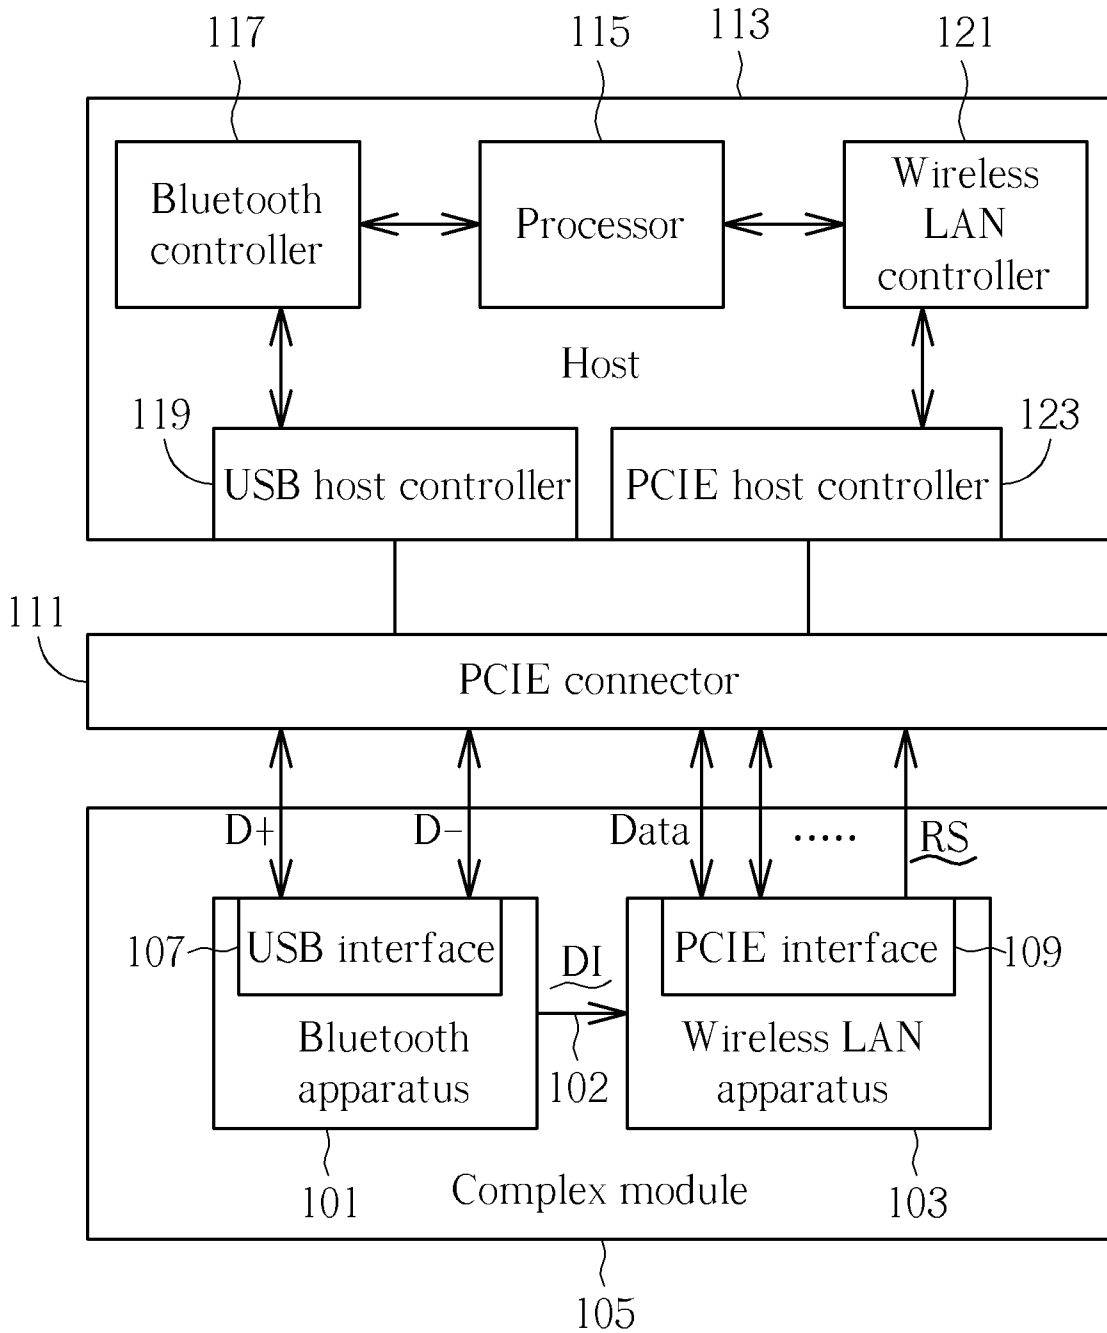 117
115
113
121
Bluetooth
controller
Processor
Wireless
LAN
controller
Host
119
123
USB host controller
PCIE host controller
111
PCIE connector
D+
D−
Data
.....
RS
107
USB interface
DI
PCIE interface
109
Bluetooth
apparatus
102
Wireless LAN
apparatus
101
Complex module
103
105